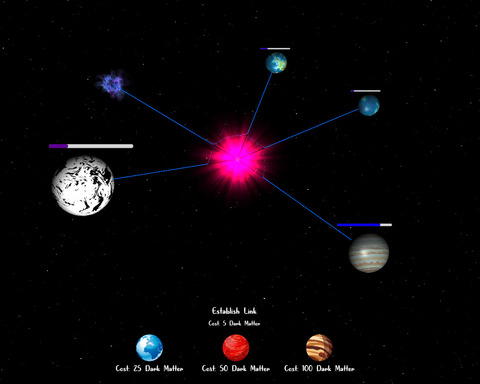 Establish Link
Cost: 5 Dark Matter
Cost: 25 Dark Matter
Cost: 50 Dark Matter
Cost: 100 Dark Matter